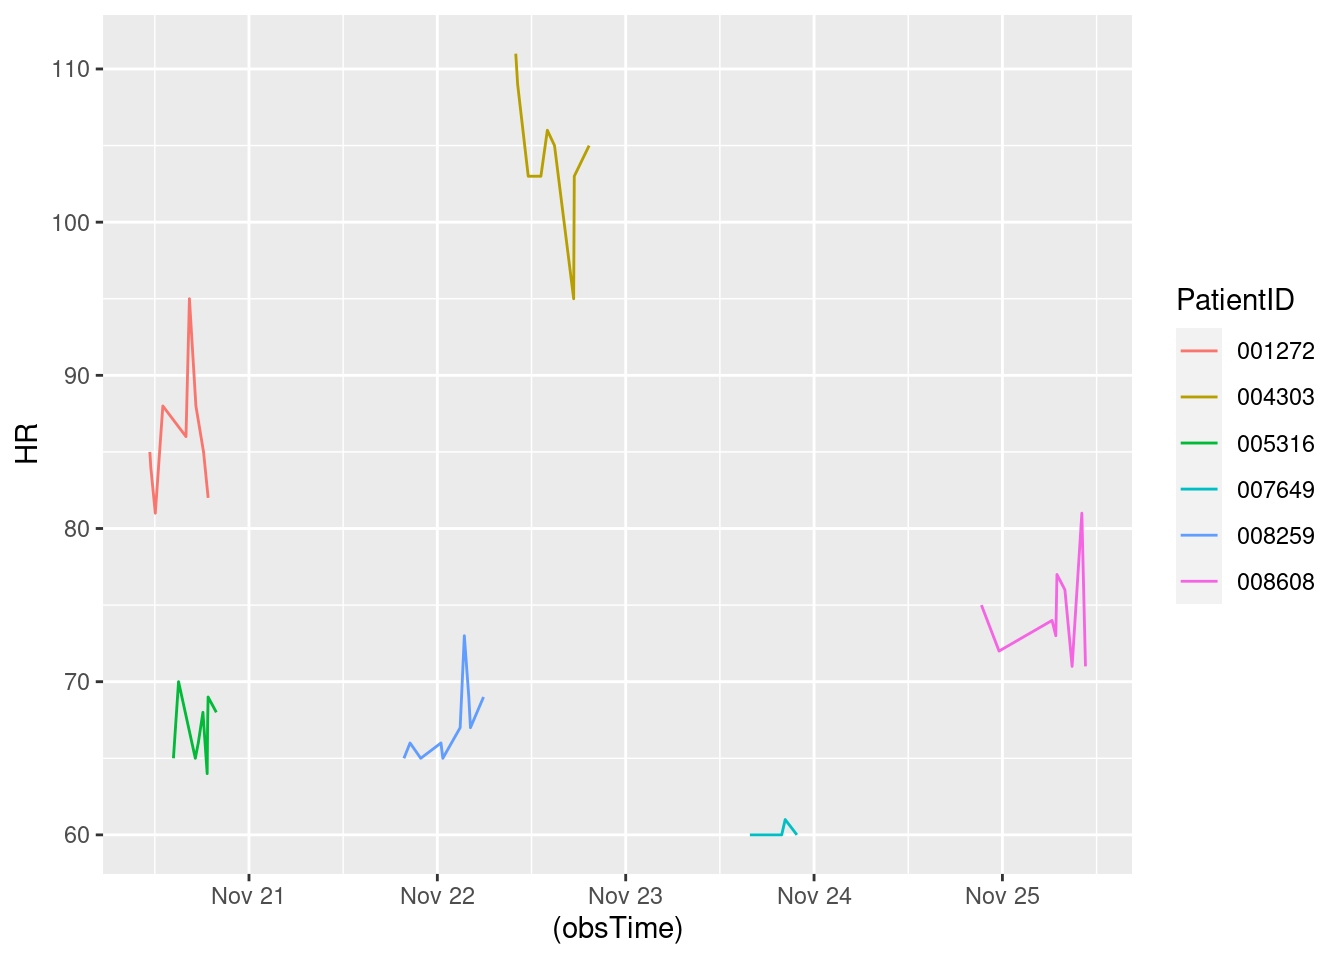 110
100
90
80
70
60
HR
Nov 21
Nov 22
Nov 23
Nov 24
Nov 25
(obsTime)
PatientID
001272
004303
005316
007649
008259
008608